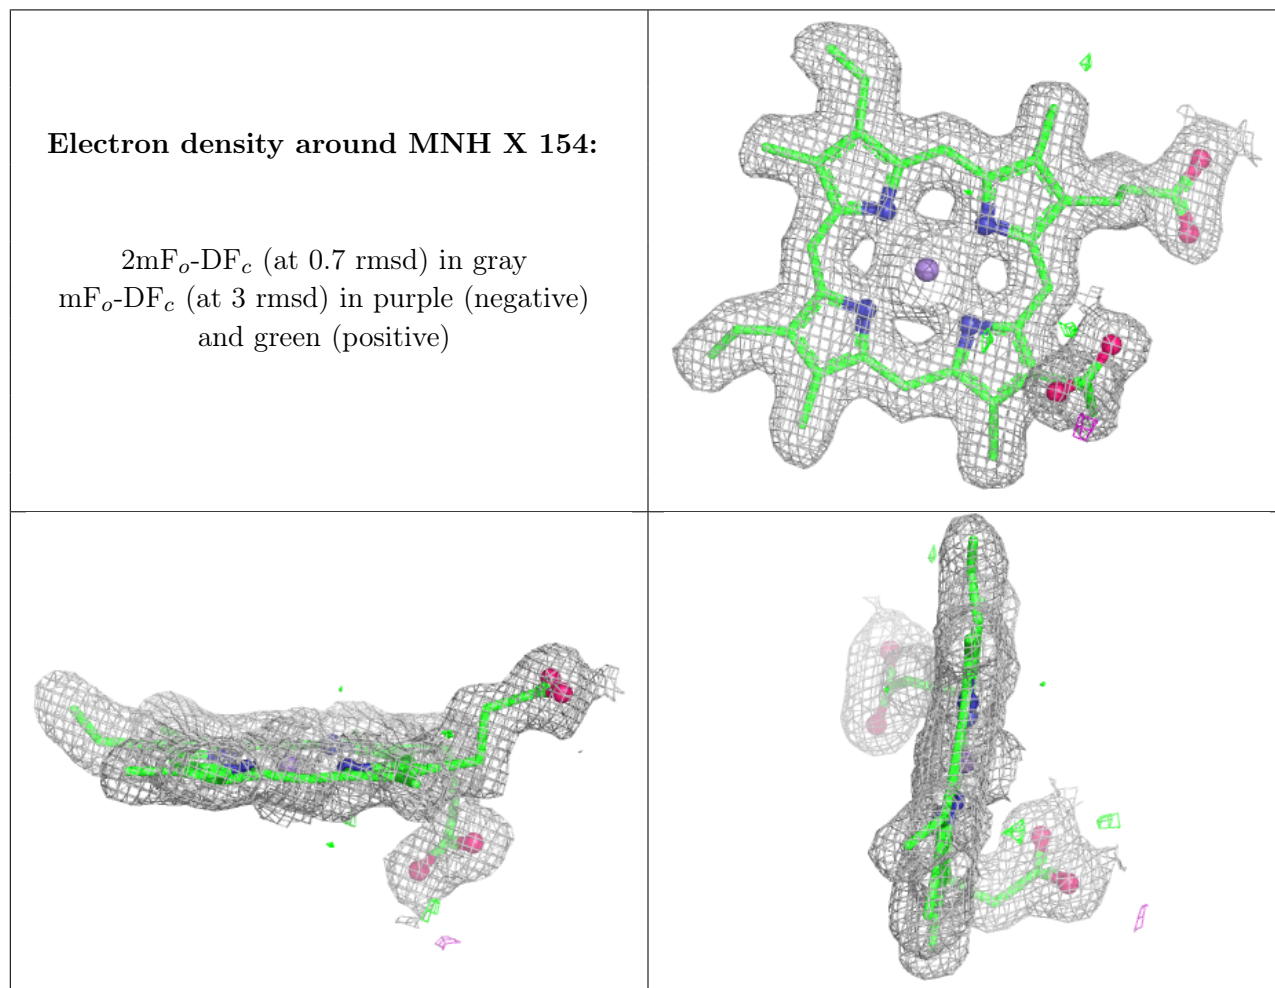 Electron density around MNH X 154:
2mFₒ-DF𝒸 (at 0.7 rmsd) in gray
mFₒ-DF𝒸 (at 3 rmsd) in purple (negative)
and green (positive)